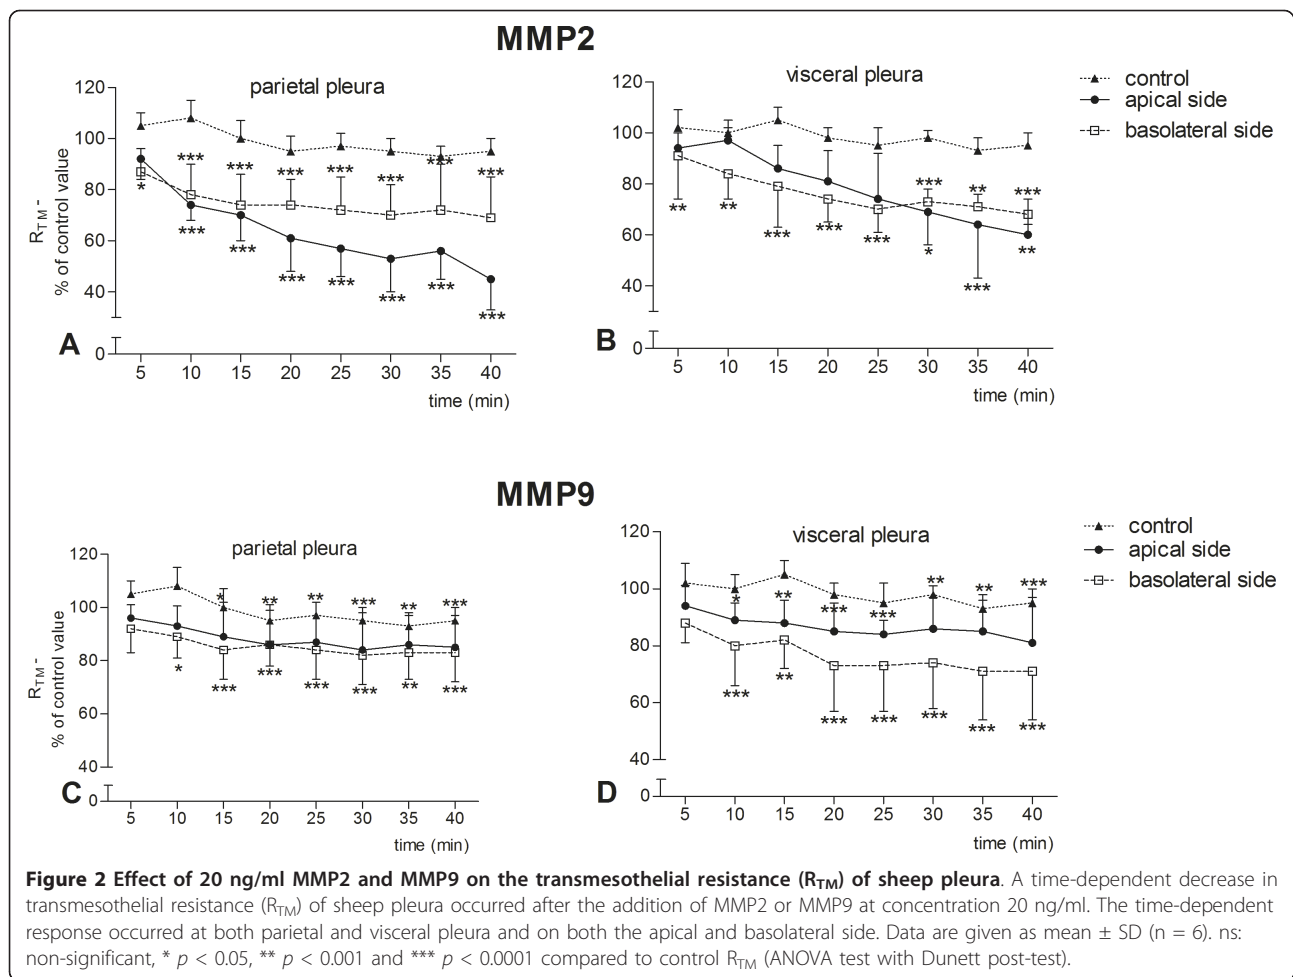 MMP2
parietal pleura
visceral pleura
control
apical side
basolateral side
R_TM-
% of control value
120
100
80
60
40
0
*
***
***
***
***
***
***
***
***
***
***
***
***
***
***
5 10 15 20 25 30 35 40
time (min)
A
120
100
80
60
40
0
**
**
***
***
***
***
*
**
***
***
**
5 10 15 20 25 30 35 40
time (min)
B
MMP9
parietal pleura
visceral pleura
control
apical side
basolateral side
R_TM-
% of control value
120
100
80
60
40
0
*
**
**
***
**
***
*
***
***
***
***
**
***
5 10 15 20 25 30 35 40
time (min)
C
120
100
80
60
40
0
*
**
***
***
**
**
***
***
**
***
***
***
***
***
5 10 15 20 25 30 35 40
time (min)
D
Figure 2 Effect of 20 ng/ml MMP2 and MMP9 on the transmesothelial resistance (R_TM) of sheep pleura. A time-dependent decrease in
transmesothelial resistance (R_TM) of sheep pleura occurred after the addition of MMP2 or MMP9 at concentration 20 ng/ml. The time-dependent
response occurred at both parietal and visceral pleura and on both the apical and basolateral side. Data are given as mean ± SD (n = 6). ns:
non-significant, * p < 0.05, ** p < 0.001 and *** p < 0.0001 compared to control R_TM (ANOVA test with Dunett post-test).